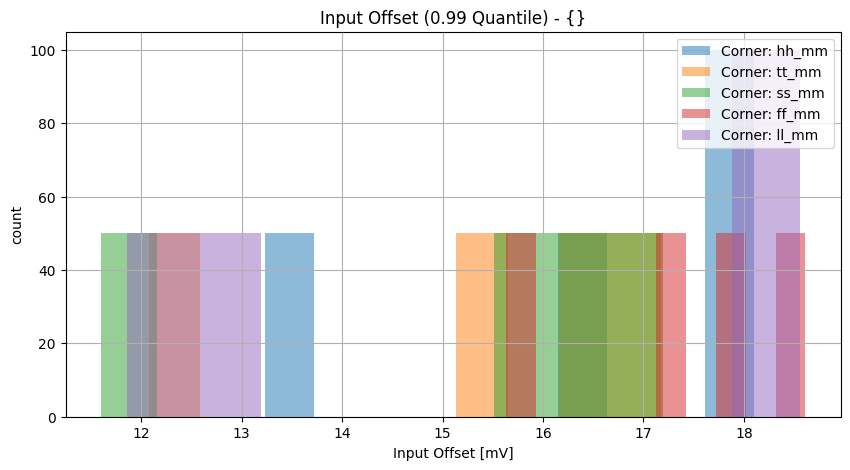 Input Offset (0.99 Quantile) - {}
100
80
60
40
20
0
count
12 13 14 15 16 17 18
Input Offset [mV]
Corner: hh_mm
Corner: tt_mm
Corner: ss_mm
Corner: ff_mm
Corner: ll_mm